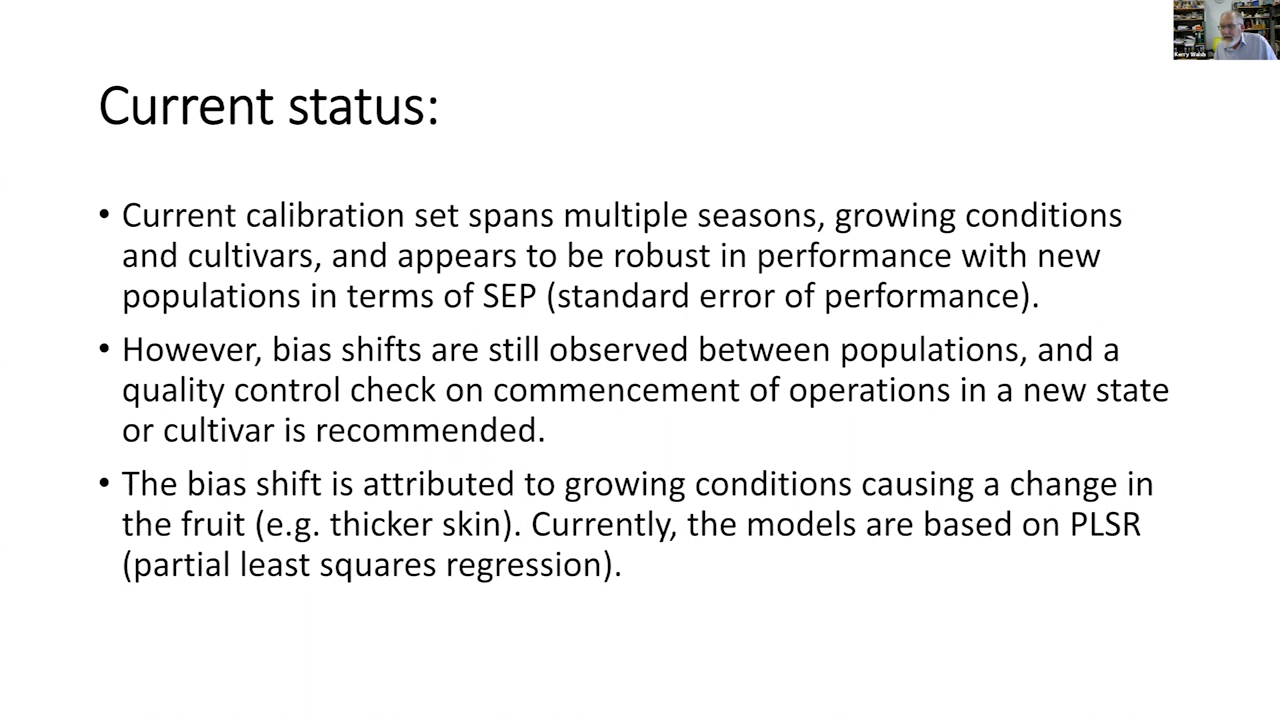 Kerry Walsh
Current status:
• Current calibration set spans multiple seasons, growing conditions
and cultivars, and appears to be robust in performance with new
populations in terms of SEP (standard error of performance).
• However, bias shifts are still observed between populations, and a
quality control check on commencement of operations in a new state
or cultivar is recommended.
• The bias shift is attributed to growing conditions causing a change in
the fruit (e.g. thicker skin). Currently, the models are based on PLSR
(partial least squares regression).